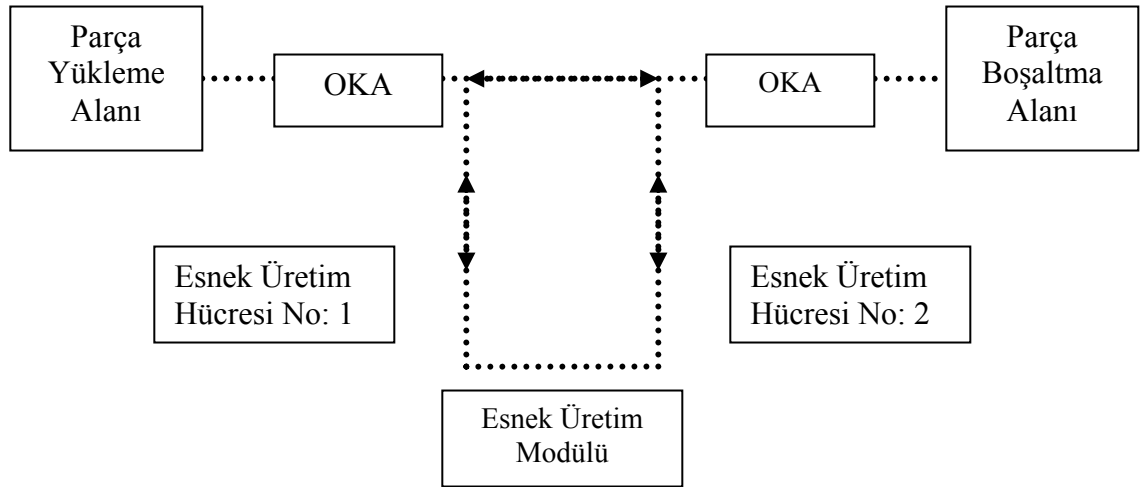 Parça
Yükleme
Alanı
OKA
OKA
Parça
Boşaltma
Alanı
Esnek Üretim
Hücresi No: 1
Esnek Üretim
Hücresi No: 2
Esnek Üretim
Modülü